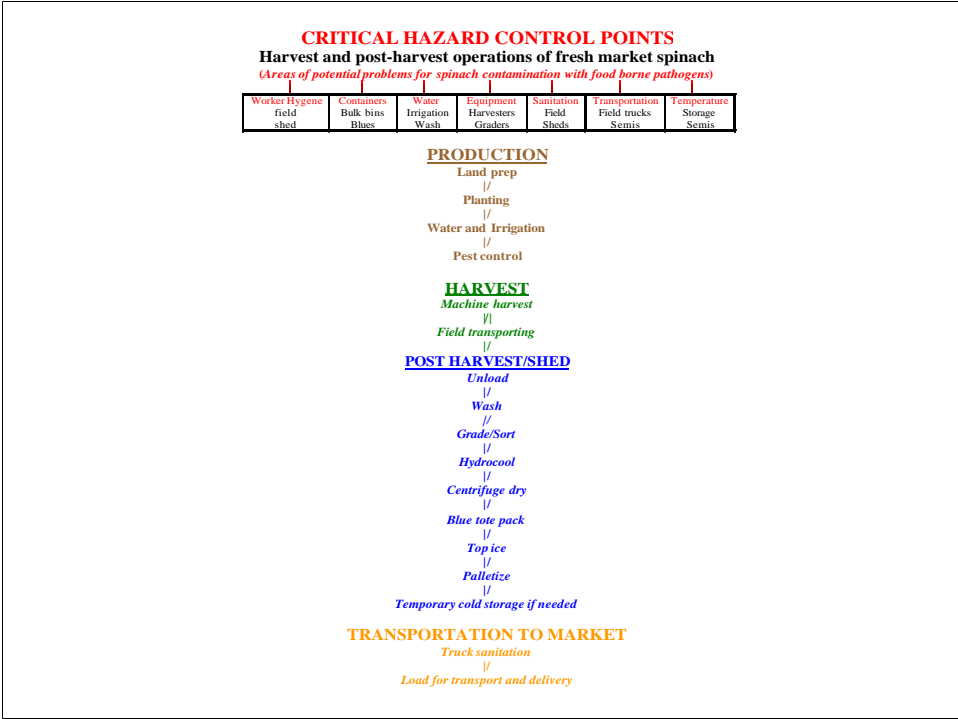 CRITICAL HAZARD CONTROL POINTS
Harvest and post-harvest operations of fresh market spinach
(Areas of potential problems for spinach contamination with food borne pathogens)
Worker Hygene Containers Water Equipment Sanitation Transportation Temperature
field Bulk bins Irrigation Harvesters Field Field trucks Storage
shed Blues Wash Graders Sheds Semis Semis
PRODUCTION
Land prep
|/
Planting
|/
Water and Irrigation
|/
Pest control
HARVEST
Machine harvest
|/|
Field transporting
|/
POST HARVEST/SHED
Unload
|/
Wash
//
Grade/Sort
|/
Hydrocool
|/
Centrifuge dry
|/
Blue tote pack
|/
Top ice
|/
Palletize
|/
Temporary cold storage if needed
TRANSPORTATION TO MARKET
Truck sanitation
|/
Load for transport and delivery